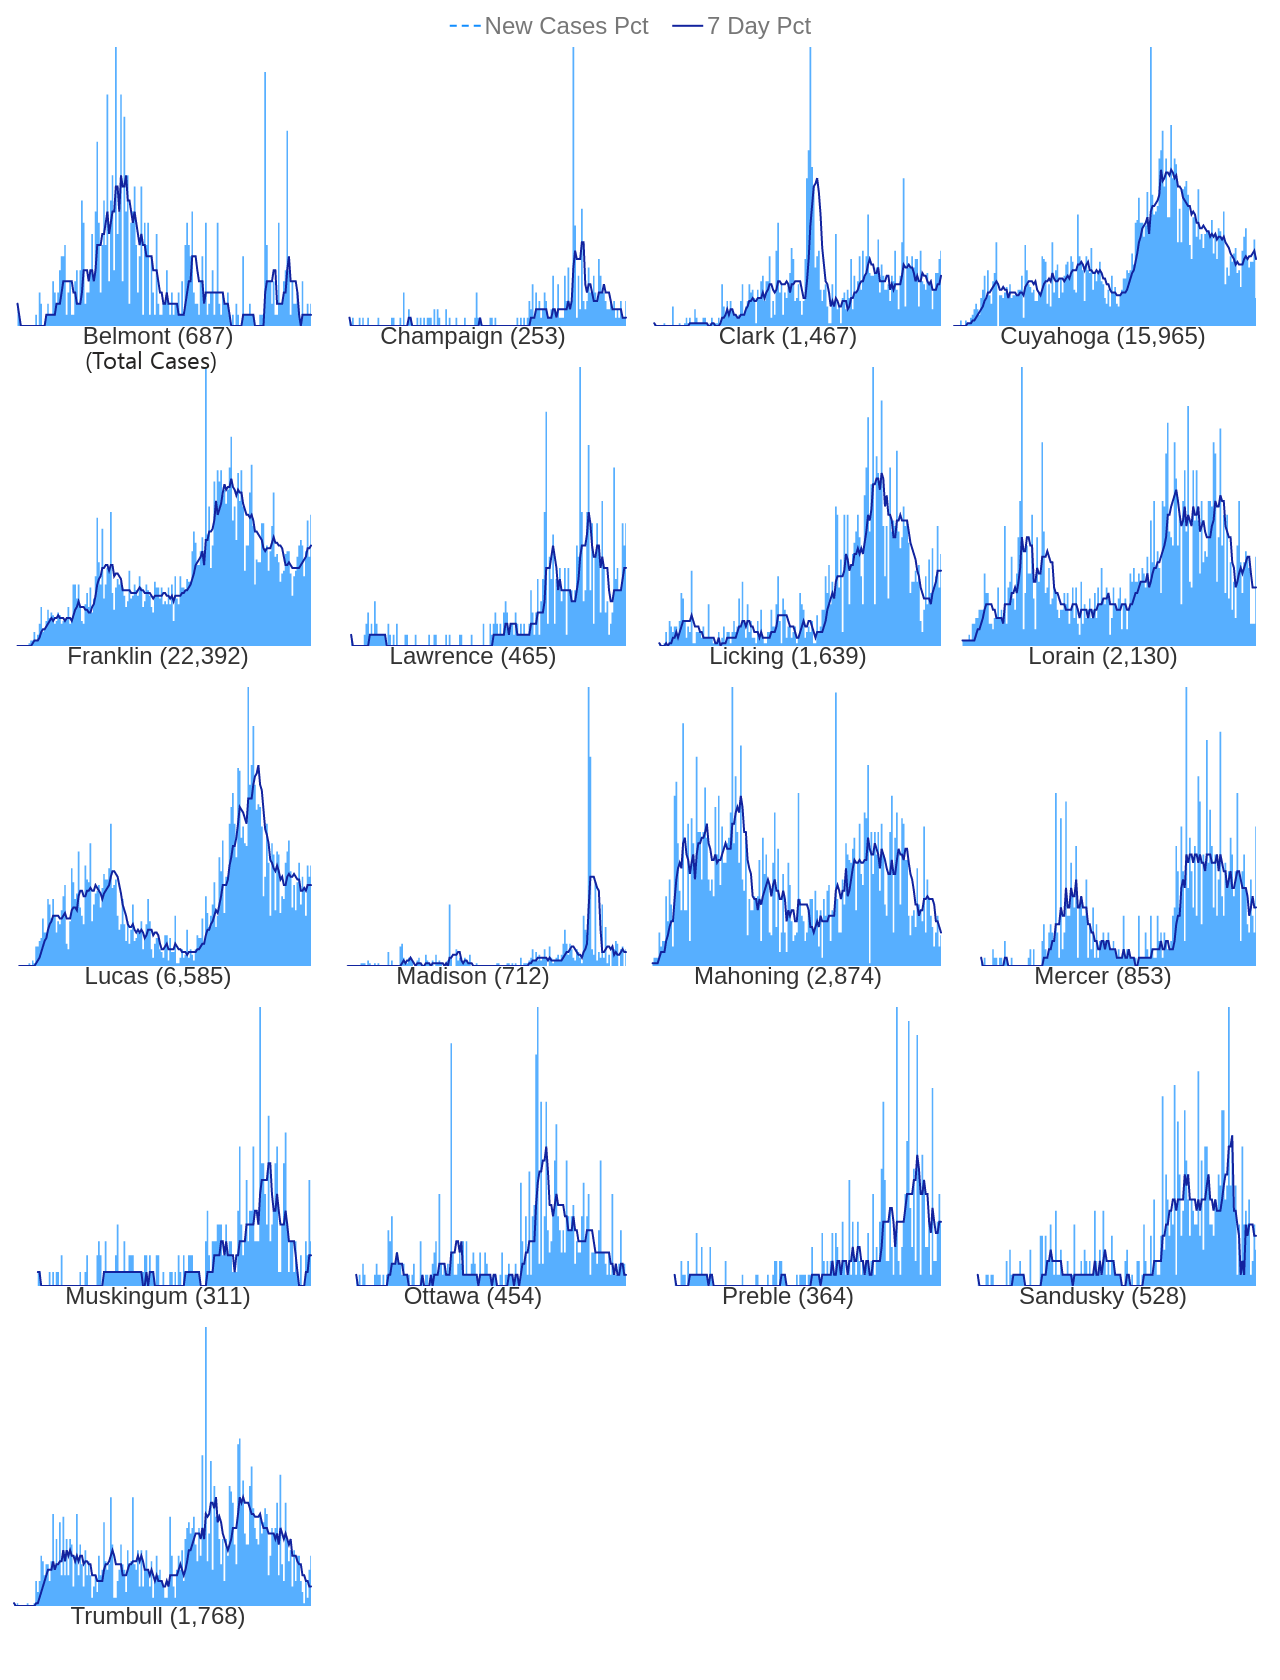 New Cases Pct 7 Day Pct
Belmont (687) Champaign (253) Clark (1,467) Cuyahoga (15,965)
(Total Cases)
Franklin (22,392) Lawrence (465) Licking (1,639) Lorain (2,130)
Lucas (6,585) Madison (712) Mahoning (2,874) Mercer (853)
Muskingum (311) Ottawa (454) Preble (364) Sandusky (528)
Trumbull (1,768)